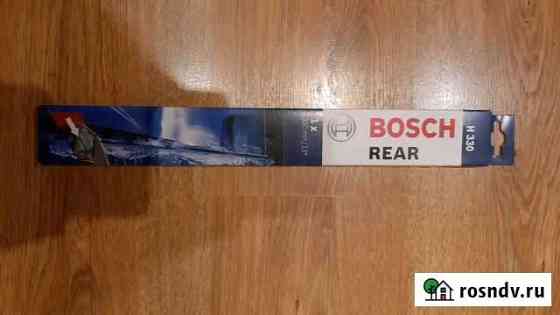 1 x
BOSCH
REAR
H 330
rosndv.ru